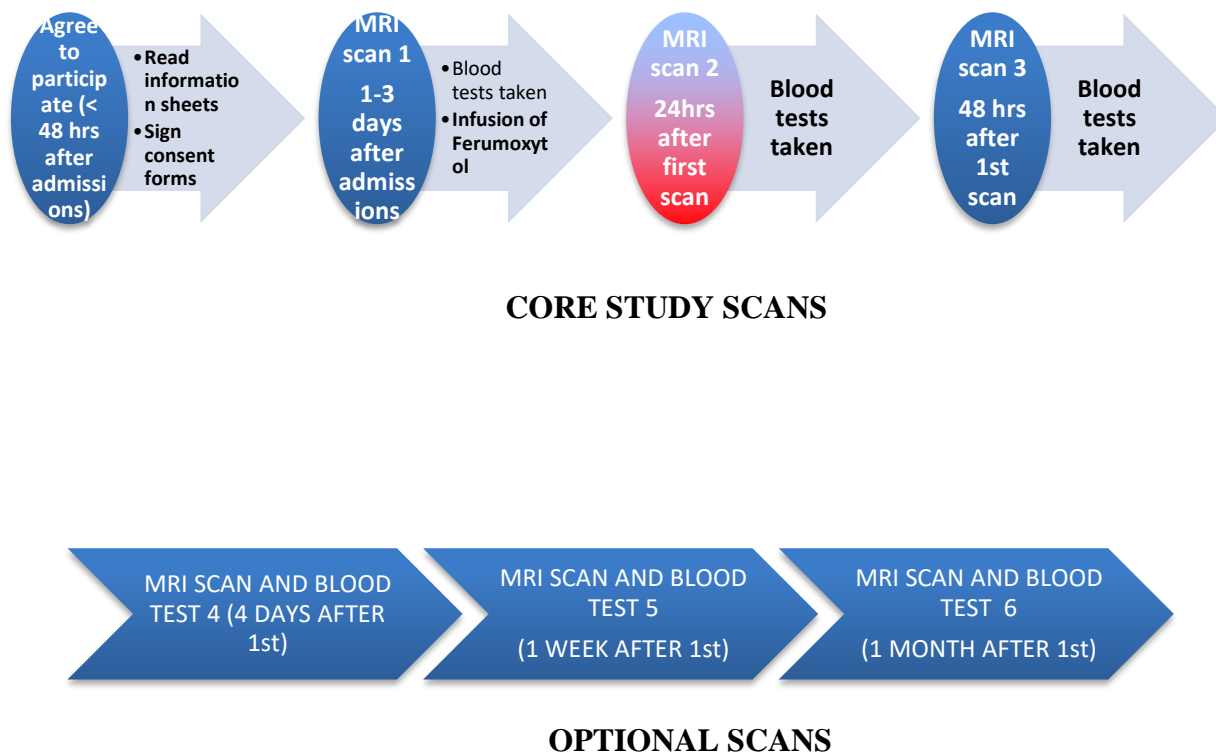 Agree
to
particip
ate (<
48 hrs
after
admissi
ons)
•Read
informatio
n sheets
•Sign
consent
forms
MRI
scan 1
1-3
days
after
admiss
ions
•Blood
tests taken
•Infusion of
Ferumoxyt
ol
MRI
scan 2
24hrs
after
first
scan
Blood
tests
taken
MRI
scan 3
48 hrs
after
1st
scan
Blood
tests
taken
CORE STUDY SCANS
MRI SCAN AND BLOOD
TEST 4 (4 DAYS AFTER
1st)
MRI SCAN AND BLOOD
TEST 5
(1 WEEK AFTER 1st)
MRI SCAN AND BLOOD
TEST 6
(1 MONTH AFTER 1st)
OPTIONAL SCANS